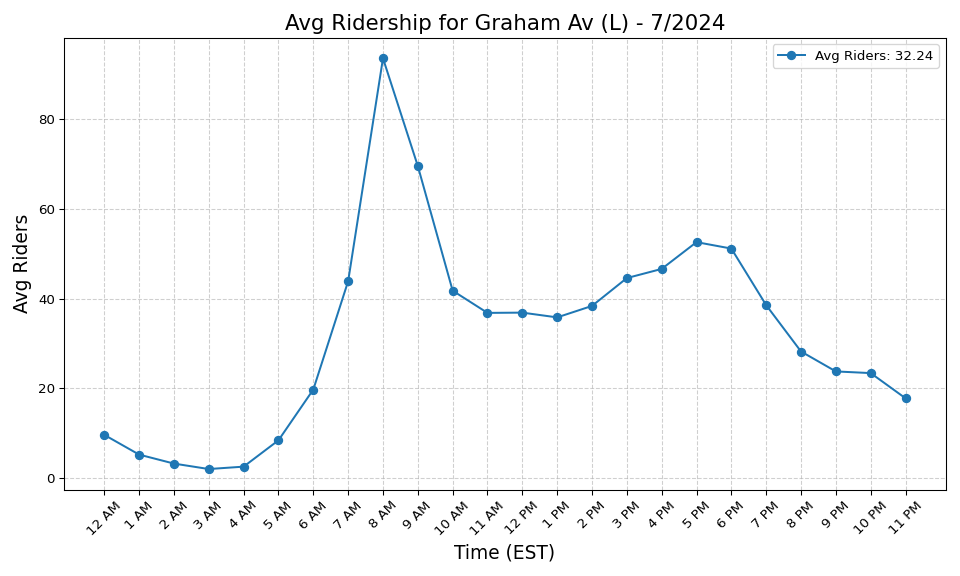 Avg Ridership for Graham Av (L) - 7/2024
Avg Riders: 32.24
Avg Riders
80
60
40
20
0
12 AM
1 AM
2 AM
3 AM
4 AM
5 AM
6 AM
7 AM
8 AM
9 AM
10 AM
11 AM
12 PM
1 PM
2 PM
3 PM
4 PM
5 PM
6 PM
7 PM
8 PM
9 PM
10 PM
11 PM
Time (EST)